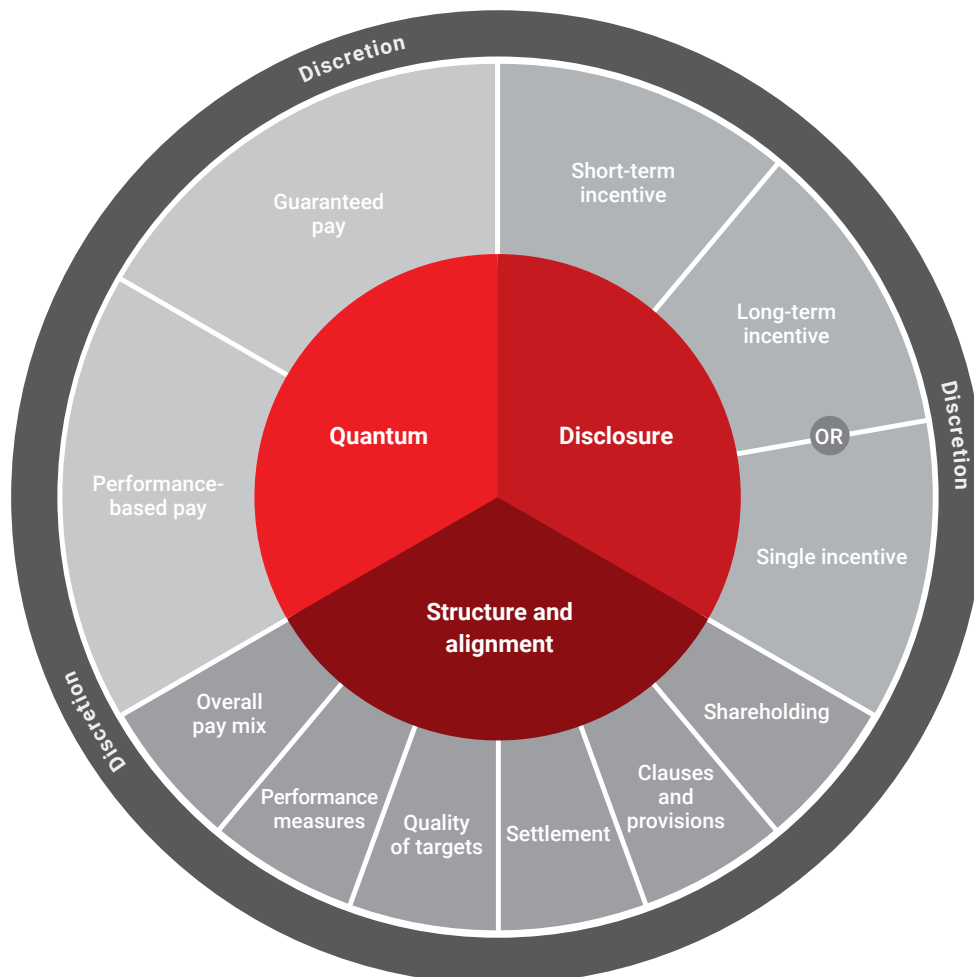 Discretion
Guaranteed
pay
Short-term
incentive
Long-term
incentive
Quantum
Disclosure
OR
Discretion
Performance-
based pay
Single incentive
Structure and
alignment
Discretion
Overall
pay mix
Shareholding
Performance
measures
Quality
of targets
Settlement
Clauses
and
provisions